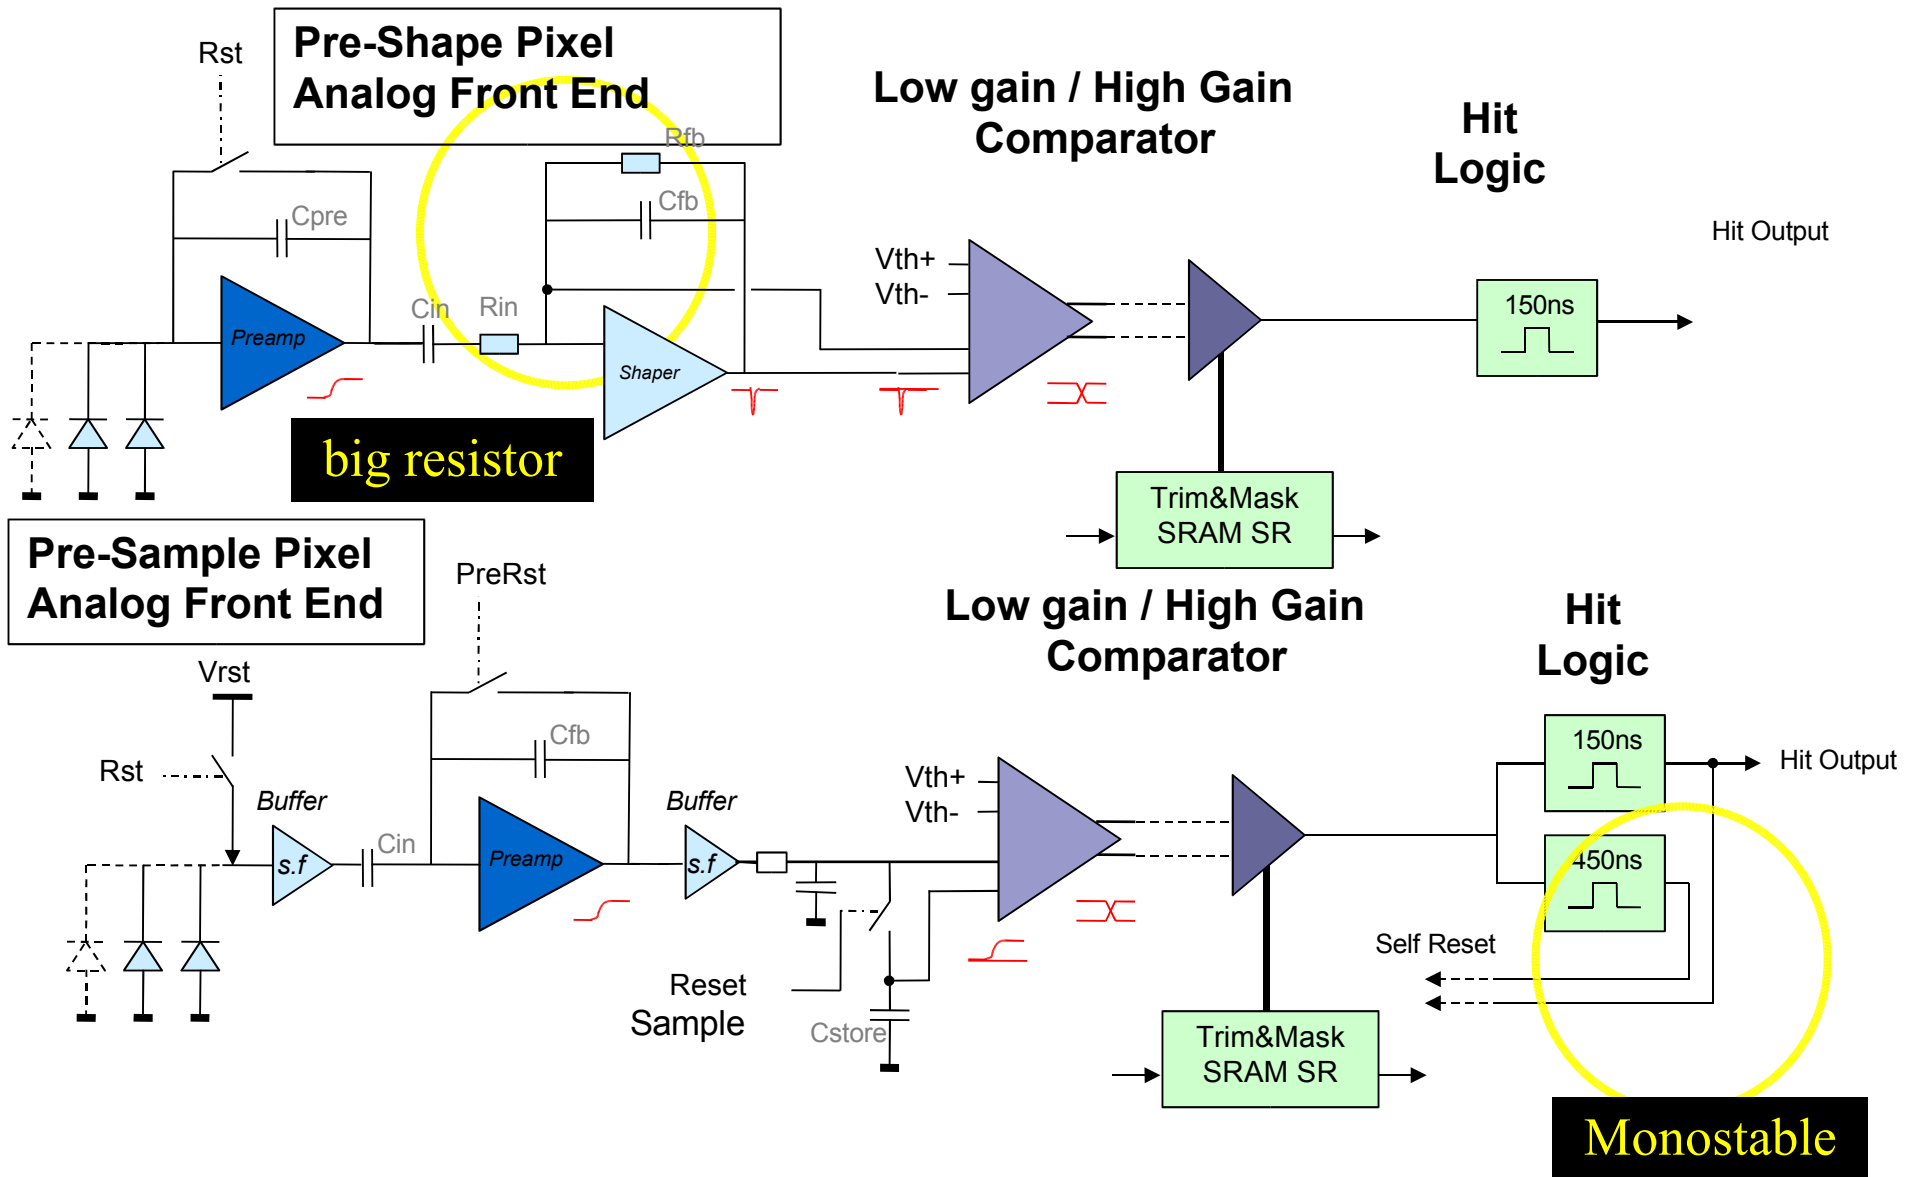 Pre-Shape Pixel
Analog Front End
Rst
Low gain / High Gain
Comparator
Hit
Logic
Rfb
Cfb
Cpre
Hit Output
Vth+
Vth-
Cin
Rin
150ns
Preamp
Shaper
big resistor
Trim&Mask
SRAM SR
Pre-Sample Pixel
Analog Front End
PreRst
Low gain / High Gain
Comparator
Hit
Logic
Vrst
Cfb
150ns
Hit Output
Rst
Buffer
Buffer
Vth+
Vth-
Cin
s.f
Preamp
s.f
450ns
Self Reset
Reset
Sample
Cstore
Trim&Mask
SRAM SR
Monostable